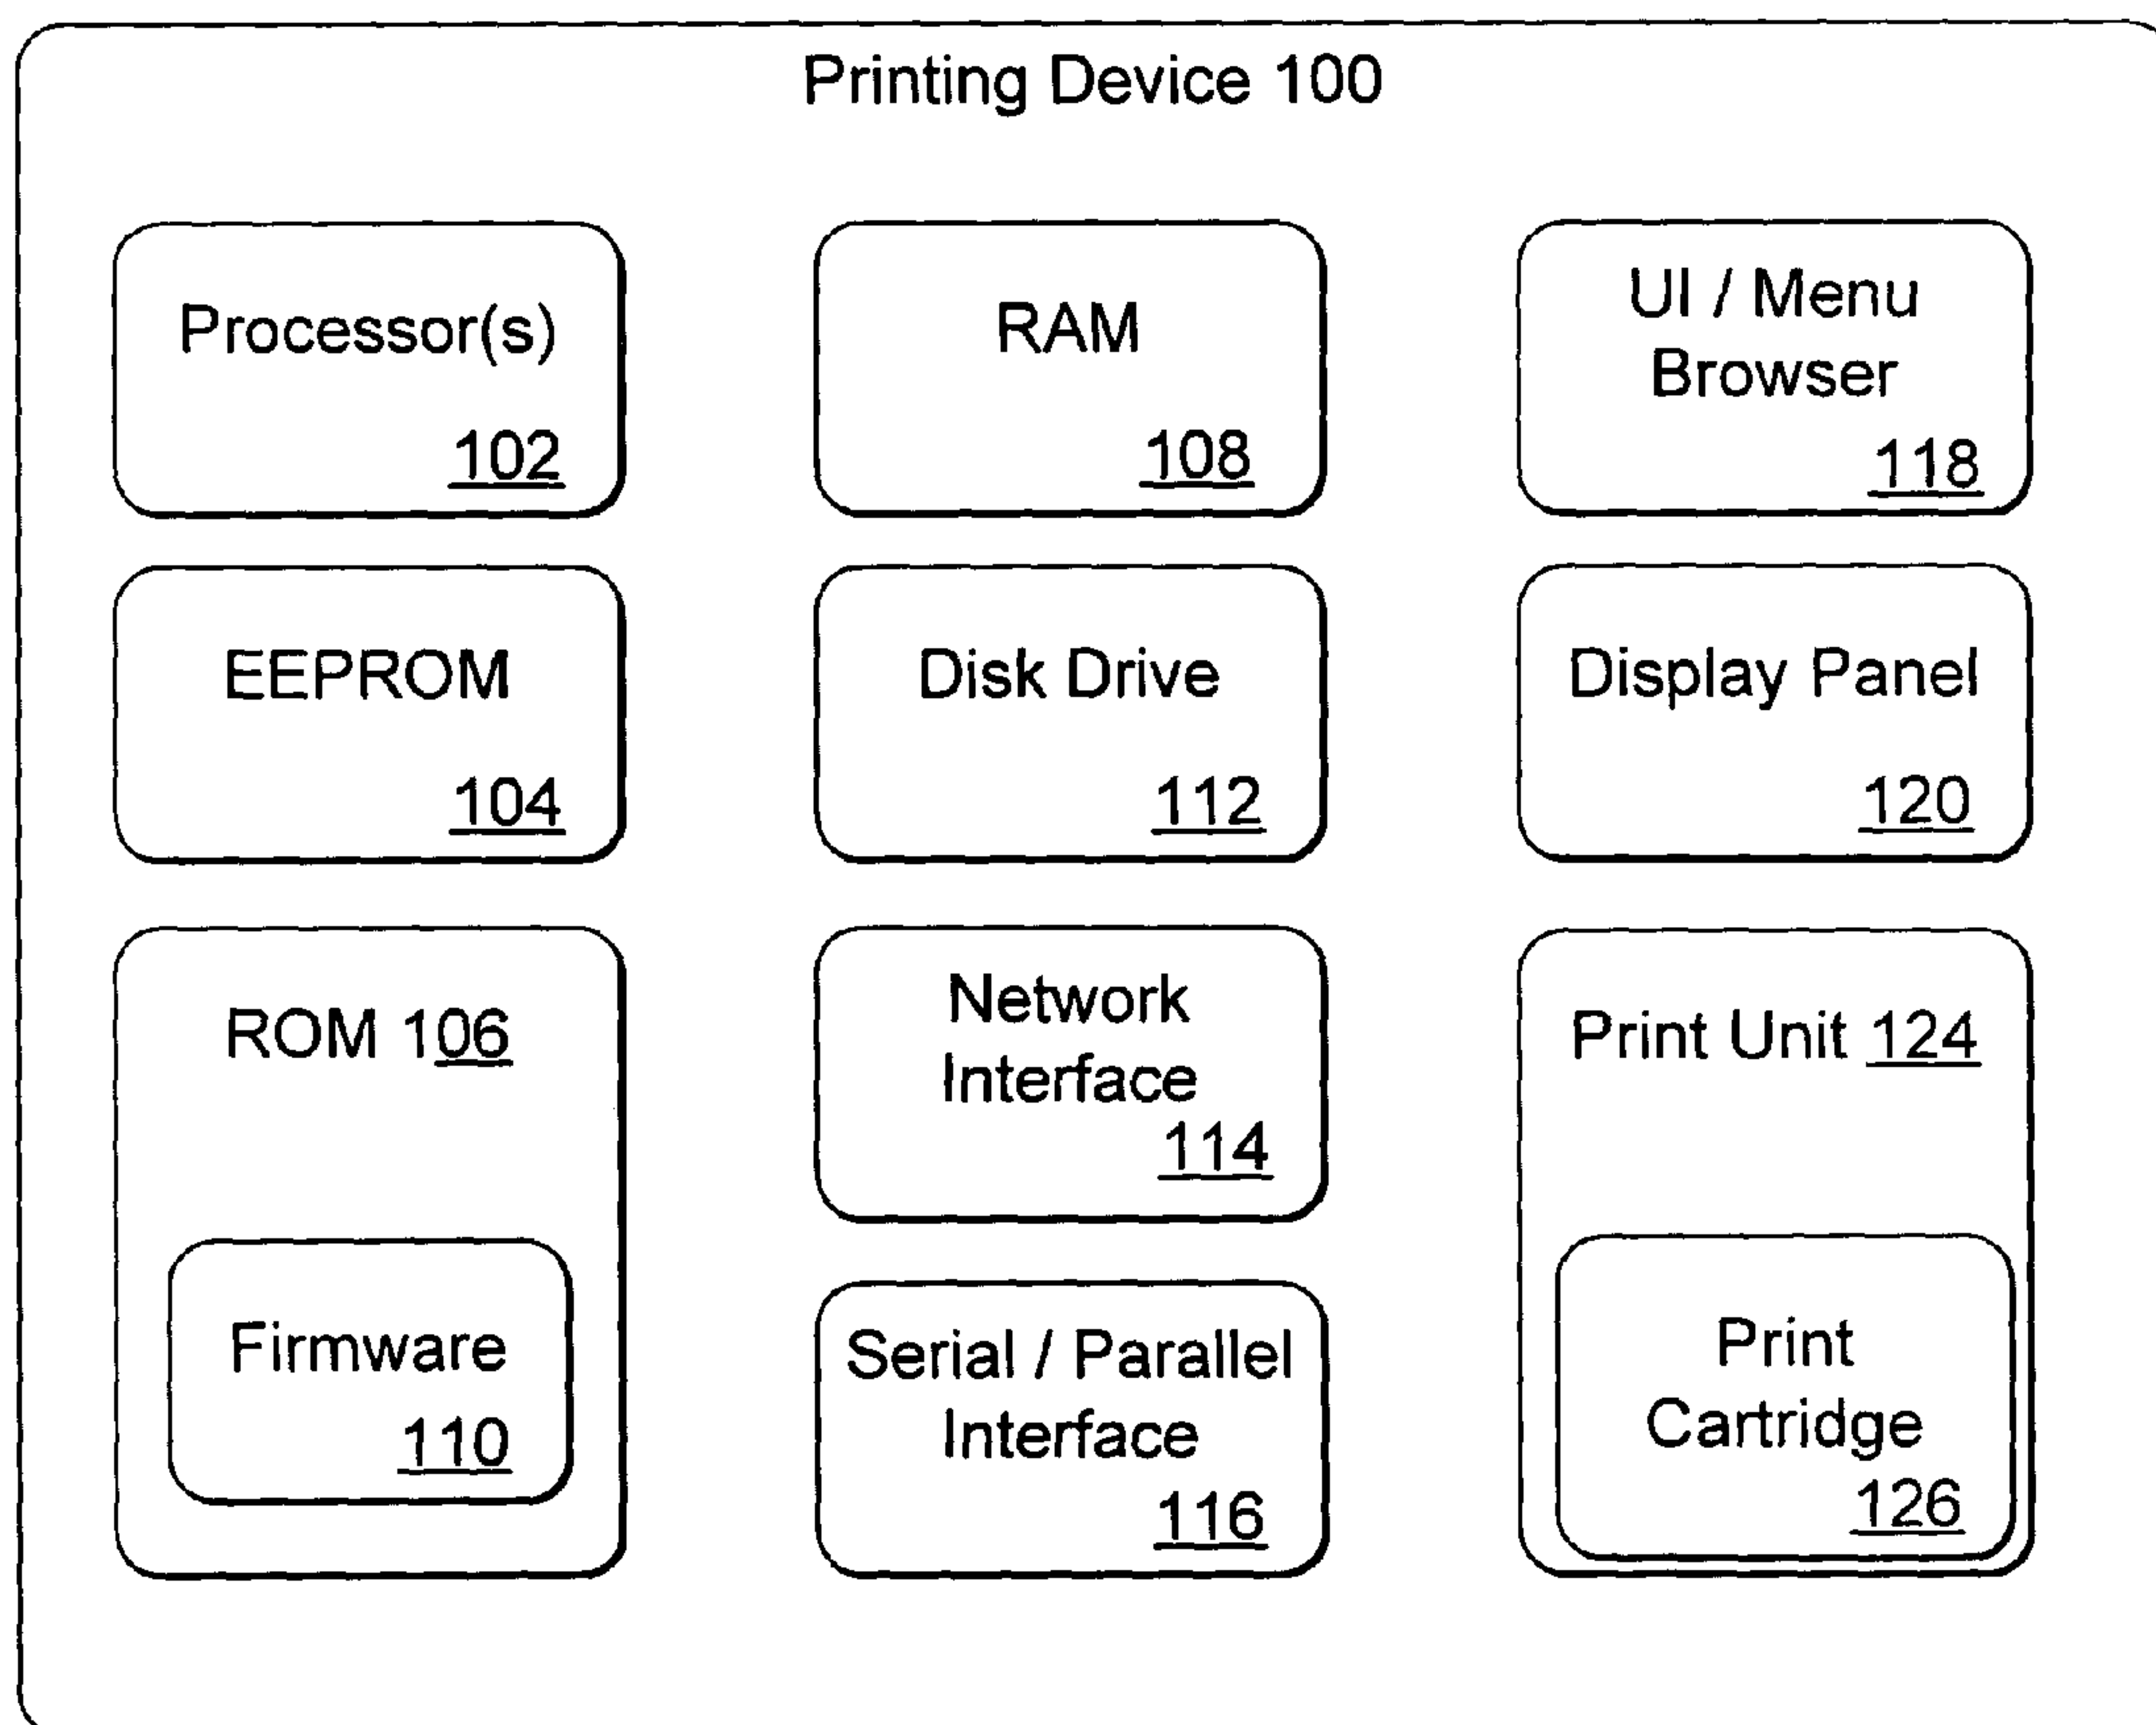 Printing Device 100
Processor(s)
102
RAM
108
UI / Menu
Browser
118
EEPROM
104
Disk Drive
112
Display Panel
120
ROM 106
Firmware
110
Network
Interface
114
Serial / Parallel
Interface
116
Print Unit 124
Print
Cartridge
126